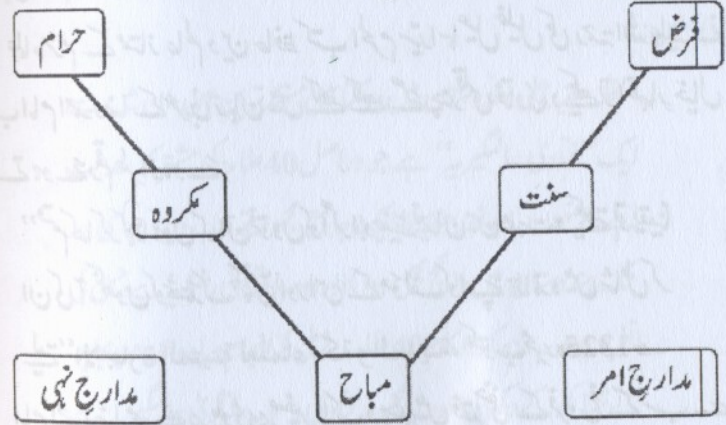 فرض حرام
سنت مکروہ
مدارجِ امر مباح مدارجِ نہی